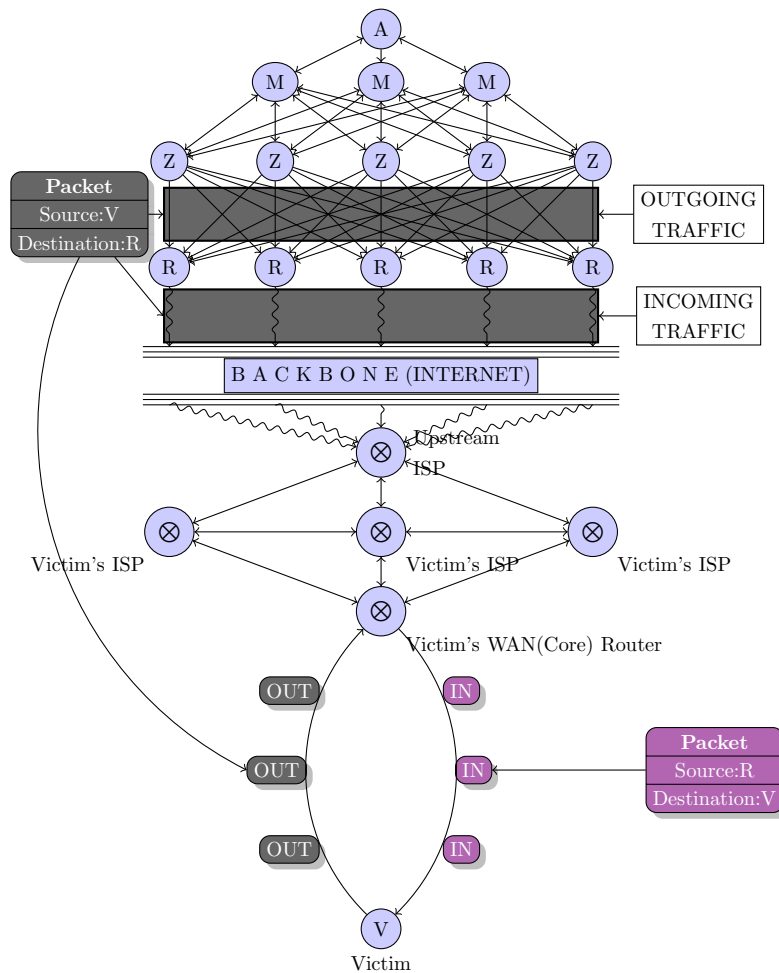 A
M M M
Z Z Z Z Z
Packet
Source:V
Destination:R
OUTGOING
TRAFFIC
R R R R R
INCOMING
TRAFFIC
B A C K B O N E (INTERNET)
Upstream
ISP
Victim's ISP
Victim's ISP
Victim's ISP
Victim's WAN(Core) Router
OUT
IN
OUT
IN
Packet
Source:R
Destination:V
OUT
IN
V
Victim